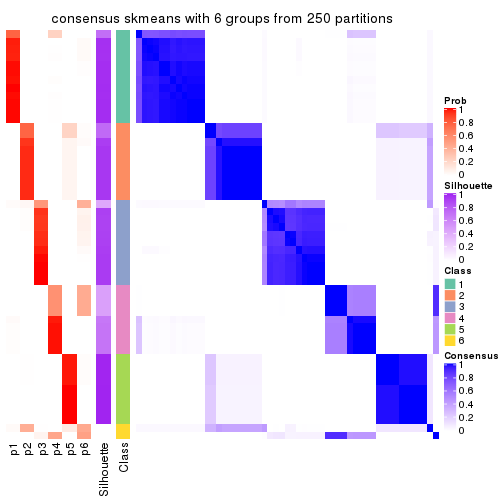 consensus skmeans with 6 groups from 250 partitions
Prob
1
0.8
0.6
0.4
0.2
0
Silhouette
1
0.8
0.6
0.4
0.2
0
Class
1
2
3
4
5
6
Consensus
1
0.8
0.6
0.4
0.2
0
p1
p2
p3
p4
p5
p6
Silhouette
Class